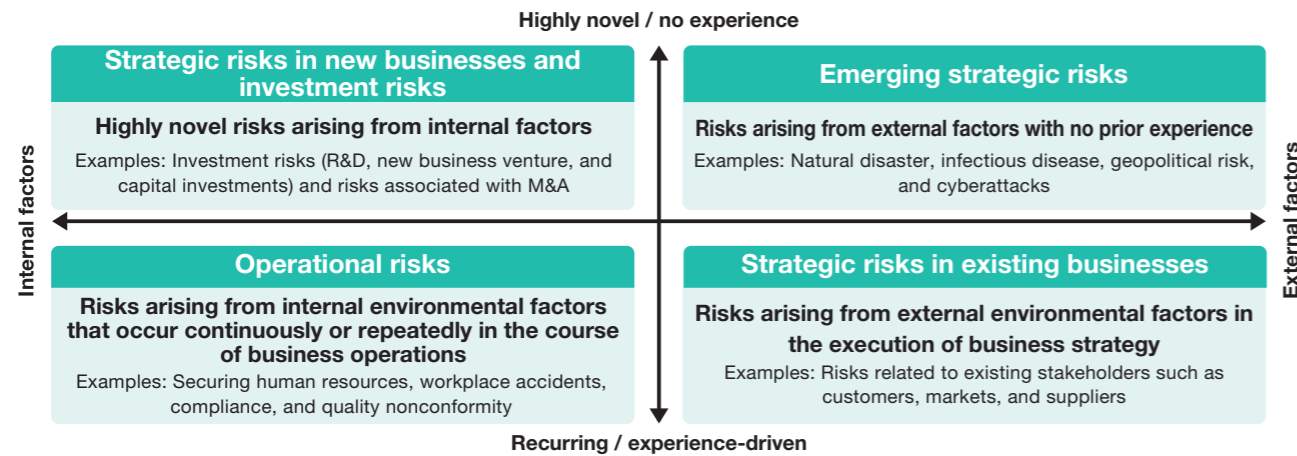 Highly novel / no experience
Strategic risks in new businesses and
investment risks
Highly novel risks arising from internal factors
Examples: Investment risks (R&D, new business venture, and
capital investments) and risks associated with M&A
Emerging strategic risks
Risks arising from external factors with no prior experience
Examples: Natural disaster, infectious disease, geopolitical risk,
and cyberattacks
Internal factors
External factors
Operational risks
Risks arising from internal environmental factors
that occur continuously or repeatedly in the course
of business operations
Examples: Securing human resources, workplace accidents,
compliance, and quality nonconformity
Strategic risks in existing businesses
Risks arising from external environmental factors in
the execution of business strategy
Examples: Risks related to existing stakeholders such as
customers, markets, and suppliers
Recurring / experience-driven